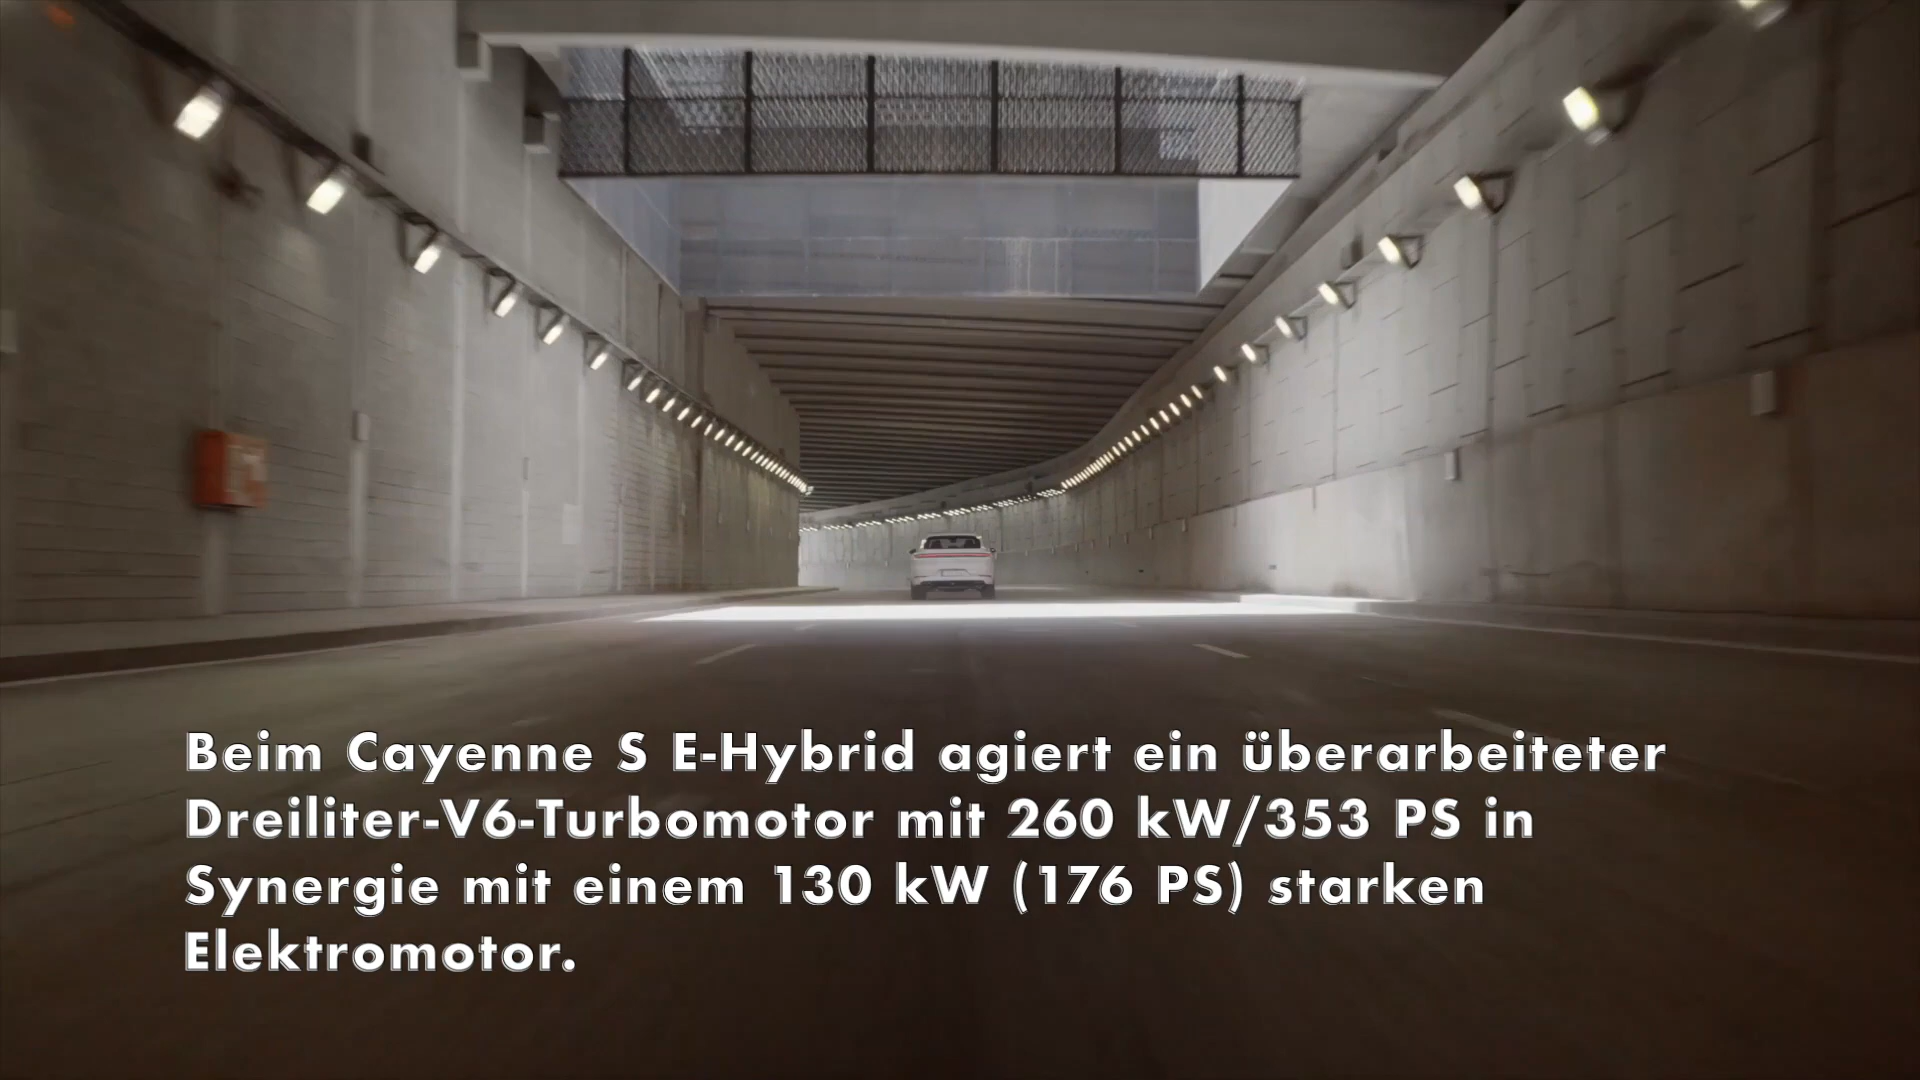 Beim Cayenne S E-Hybrid agiert ein überarbeiteter
Dreiliter-V6-Turbomotor mit 260 kW/353 PS in
Synergie mit einem 130 kW (176 PS) starken
Elektromotor.